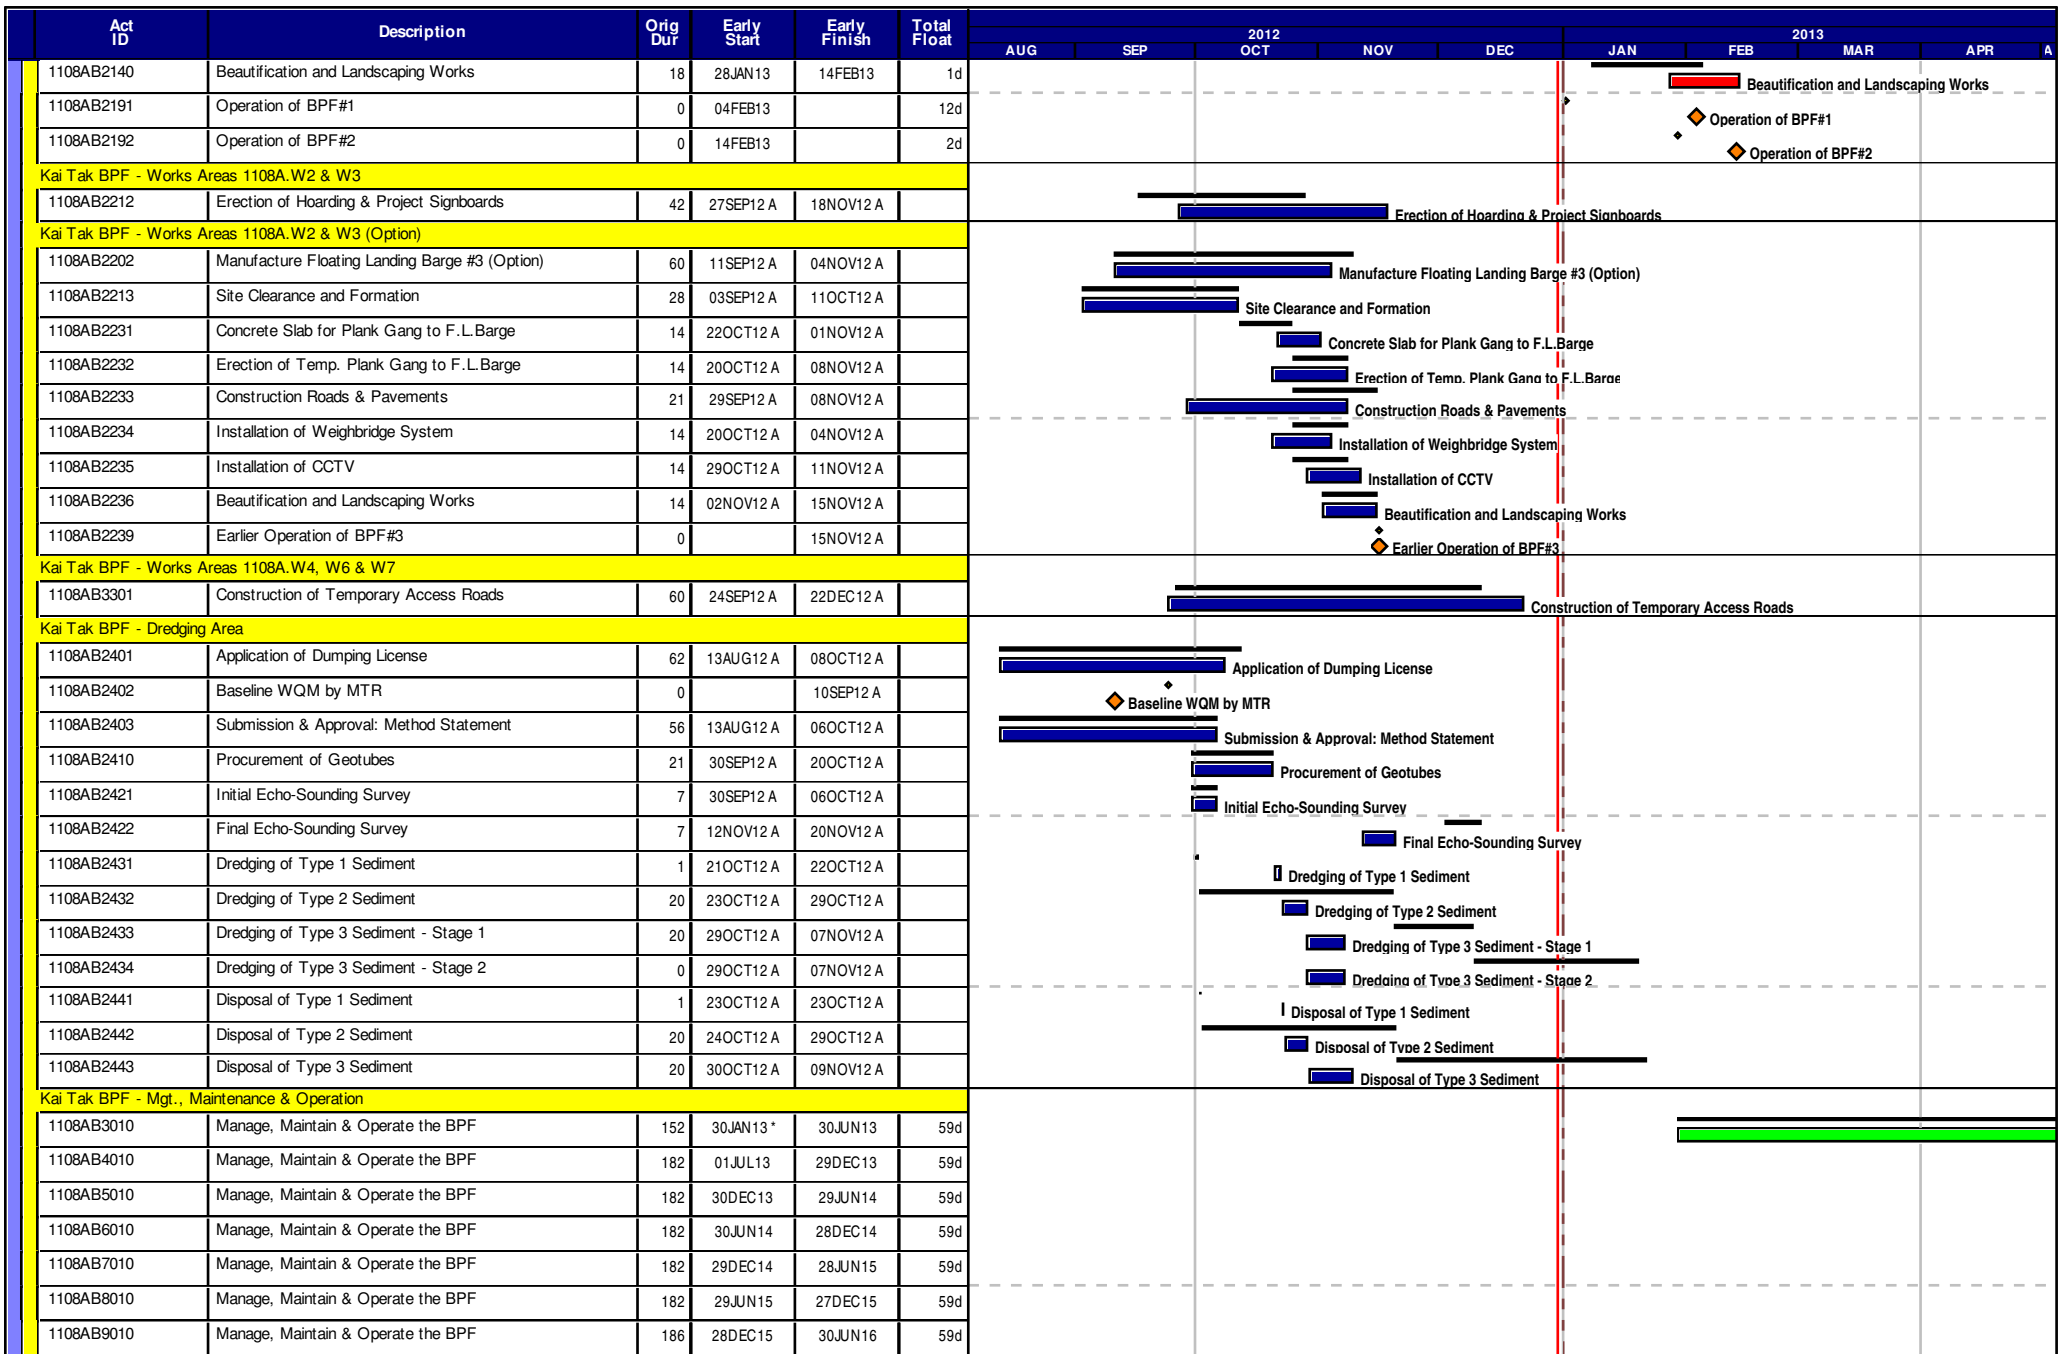 Act ID Description Orig Dur Early Start Early Finish Total Float
2012 2013
AUG SEP OCT NOV DEC JAN FEB MAR APR A
1108AB2140 Beautification and Landscaping Works 18 28JAN13 14FEB13 1d Beautification and Landscaping Works
1108AB2191 Operation of BPF#1 0 04FEB13 12d Operation of BPF#1
1108AB2192 Operation of BPF#2 0 14FEB13 2d Operation of BPF#2
Kai Tak BPF - Works Areas 1108A.W2 & W3
1108AB2212 Erection of Hoarding & Project Signboards 42 27SEP12 A 18NOV12 A Erection of Hoarding & Project Signboards
Kai Tak BPF - Works Areas 1108A.W2 & W3 (Option)
1108AB2202 Manufacture Floating Landing Barge #3 (Option) 60 11SEP12 A 04NOV12 A Manufacture Floating Landing Barge #3 (Option)
1108AB2213 Site Clearance and Formation 28 03SEP12 A 11OCT12 A Site Clearance and Formation
1108AB2231 Concrete Slab for Plank Gang to F.L.Barge 14 22OCT12 A 01NOV12 A Concrete Slab for Plank Gang to F.L.Barge
1108AB2232 Erection of Temp. Plank Gang to F.L.Barge 14 20OCT12 A 08NOV12 A Erection of Temp. Plank Gang to F.L.Barge
1108AB2233 Construction Roads & Pavements 21 29SEP12 A 08NOV12 A Construction Roads & Pavements
1108AB2234 Installation of Weighbridge System 14 20OCT12 A 04NOV12 A Installation of Weighbridge System
1108AB2235 Installation of CCTV 14 29OCT12 A 11NOV12 A Installation of CCTV
1108AB2236 Beautification and Landscaping Works 14 02NOV12 A 15NOV12 A Beautification and Landscaping Works
1108AB2239 Earlier Operation of BPF#3 0 15NOV12 A Earlier Operation of BPF#3
Kai Tak BPF - Works Areas 1108A.W4, W6 & W7
1108AB3301 Construction of Temporary Access Roads 60 24SEP12 A 22DEC12 A Construction of Temporary Access Roads
Kai Tak BPF - Dredging Area
1108AB2401 Application of Dumping License 62 13AUG12 A 08OCT12 A Application of Dumping License
1108AB2402 Baseline WQM by MTR 0 10SEP12 A Baseline WQM by MTR
1108AB2403 Submission & Approval: Method Statement 56 13AUG12 A 06OCT12 A Submission & Approval: Method Statement
1108AB2410 Procurement of Geotubes 21 30SEP12 A 20OCT12 A Procurement of Geotubes
1108AB2421 Initial Echo-Sounding Survey 7 30SEP12 A 06OCT12 A Initial Echo-Sounding Survey
1108AB2422 Final Echo-Sounding Survey 7 12NOV12 A 20NOV12 A Final Echo-Sounding Survey
1108AB2431 Dredging of Type 1 Sediment 1 21OCT12 A 22OCT12 A Dredging of Type 1 Sediment
1108AB2432 Dredging of Type 2 Sediment 20 23OCT12 A 29OCT12 A Dredging of Type 2 Sediment
1108AB2433 Dredging of Type 3 Sediment - Stage 1 20 29OCT12 A 07NOV12 A Dredging of Type 3 Sediment - Stage 1
1108AB2434 Dredging of Type 3 Sediment - Stage 2 0 29OCT12 A 07NOV12 A Dredging of Type 3 Sediment - Stage 2
1108AB2441 Disposal of Type 1 Sediment 1 23OCT12 A 23OCT12 A Disposal of Type 1 Sediment
1108AB2442 Disposal of Type 2 Sediment 20 24OCT12 A 29OCT12 A Disposal of Type 2 Sediment
1108AB2443 Disposal of Type 3 Sediment 20 30OCT12 A 09NOV12 A Disposal of Type 3 Sediment
Kai Tak BPF - Mgt., Maintenance & Operation
1108AB3010 Manage, Maintain & Operate the BPF 152 30JAN13 * 30JUN13 59d
1108AB4010 Manage, Maintain & Operate the BPF 182 01JUL13 29DEC13 59d
1108AB5010 Manage, Maintain & Operate the BPF 182 30DEC13 29JUN14 59d
1108AB6010 Manage, Maintain & Operate the BPF 182 30JUN14 28DEC14 59d
1108AB7010 Manage, Maintain & Operate the BPF 182 29DEC14 28JUN15 59d
1108AB8010 Manage, Maintain & Operate the BPF 182 29JUN15 27DEC15 59d
1108AB9010 Manage, Maintain & Operate the BPF 186 28DEC15 30JUN16 59d